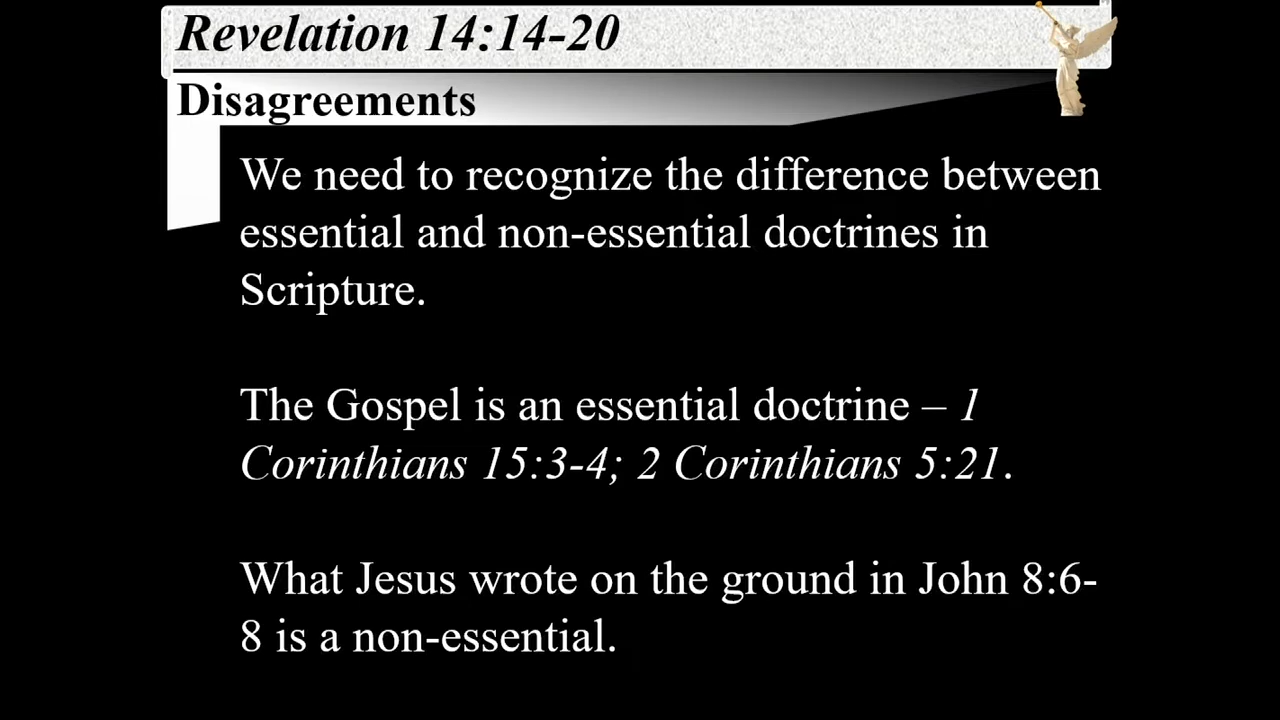 Revelation 14:14-20
Disagreements
We need to recognize the difference between
essential and non-essential doctrines in
Scripture.
The Gospel is an essential doctrine – 1
Corinthians 15:3-4; 2 Corinthians 5:21.
What Jesus wrote on the ground in John 8:6-
8 is a non-essential.